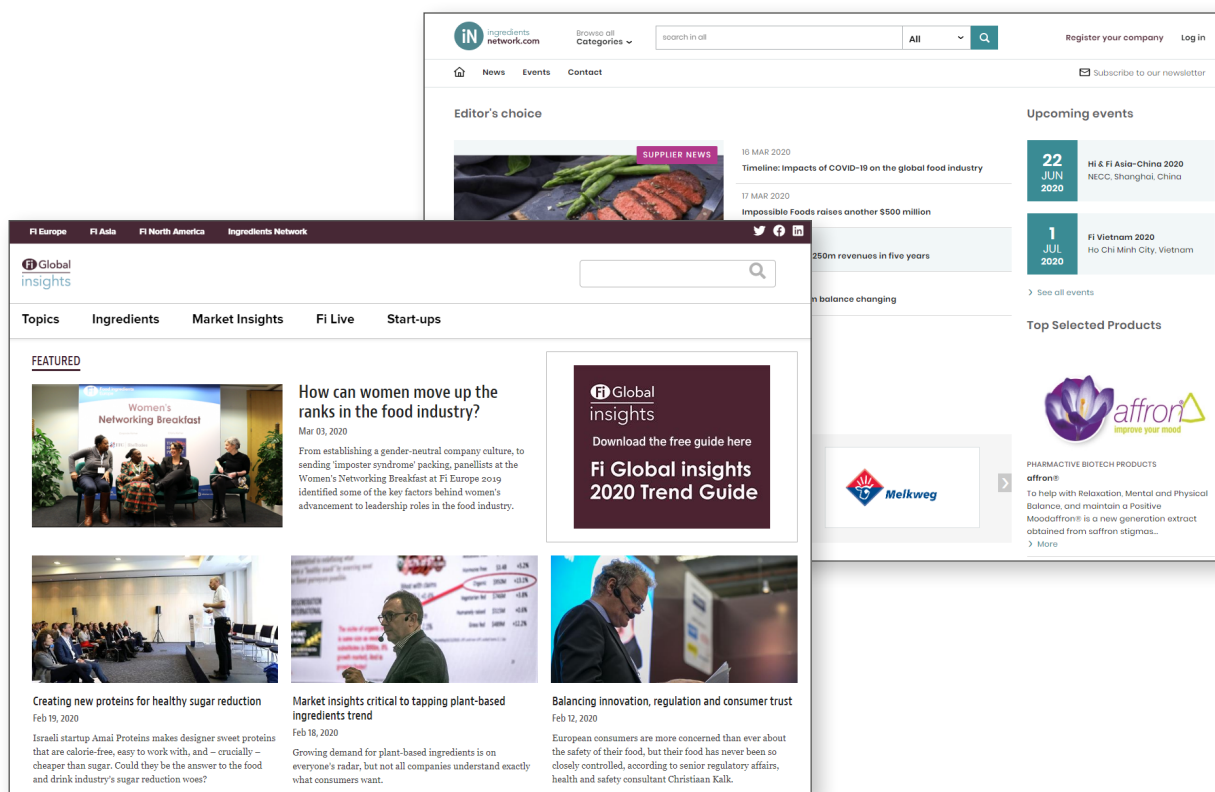 iN ingredients network.com
Browse all
Categories
search in all
All
Register your company
Log in
News
Events
Contact
Subscribe to our newsletter
Editor's choice
SUPPLIER NEWS
16 MAR 2020
Timeline: Impacts of COVID-19 on the global food industry
17 MAR 2020
Impossible Foods raises another $500 million
250m revenues in five years
balance changing
Upcoming events
22
JUN
2020
Hi & Fi Asia-China 2020
NECC, Shanghai, China
1
JUL
2020
Fi Vietnam 2020
Ho Chi Minh City, Vietnam
See all events
Top Selected Products
affron
improve your mood
PHARMACTIVE BIOTECH PRODUCTS
affron®
To help with Relaxation, Mental and Physical
Balance, and maintain a Positive
Moodaffron® is a new generation extract
obtained from saffron stigmas...
More
Melkweg
Fi Europe
Fi Asia
Fi North America
Ingredients Network
Fi Global
insights
Topics
Ingredients
Market Insights
Fi Live
Start-ups
FEATURED
Women's
Networking Breakfast
How can women move up the
ranks in the food industry?
Mar 03, 2020
From establishing a gender-neutral company culture, to
sending 'imposter syndrome' packing, panellists at the
Women's Networking Breakfast at Fi Europe 2019
identified some of the key factors behind women's
advancement to leadership roles in the food industry.
Fi Global
insights
Download the free guide here
Fi Global insights
2020 Trend Guide
Creating new proteins for healthy sugar reduction
Feb 19, 2020
Israeli startup Amai Proteins makes designer sweet proteins
that are calorie-free, easy to work with, and – crucially –
cheaper than sugar. Could they be the answer to the food
and drink industry's sugar reduction woes?
Market insights critical to tapping plant-based
ingredients trend
Feb 18, 2020
Growing demand for plant-based ingredients is on
everyone's radar, but not all companies understand exactly
what consumers want.
Balancing innovation, regulation and consumer trust
Feb 12, 2020
European consumers are more concerned than ever about
the safety of their food, but their food has never been so
closely controlled, according to senior regulatory affairs,
health and safety consultant Christiaan Kalk.